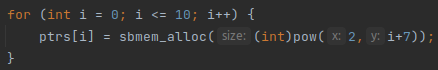 for (int i = 0; i <= 10; i++) {
ptrs[i] = sbmem_alloc( size: (int)pow( x: 2, y: i+7));
}